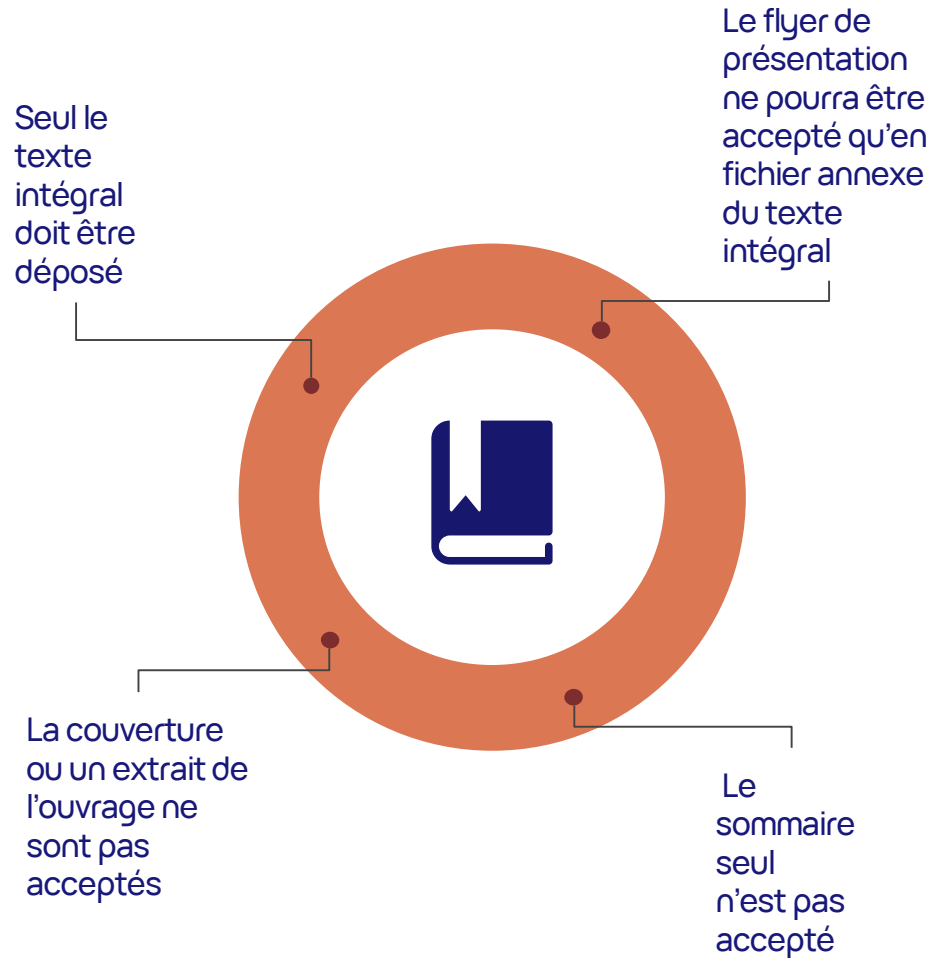 Seul le
texte
intégral
doit être
déposé
Le flyer de
présentation
ne pourra être
accepté qu’en
fichier annexe
du texte
intégral
La couverture
ou un extrait de
l’ouvrage ne
sont pas
acceptés
Le
sommaire
seul
n’est pas
accepté